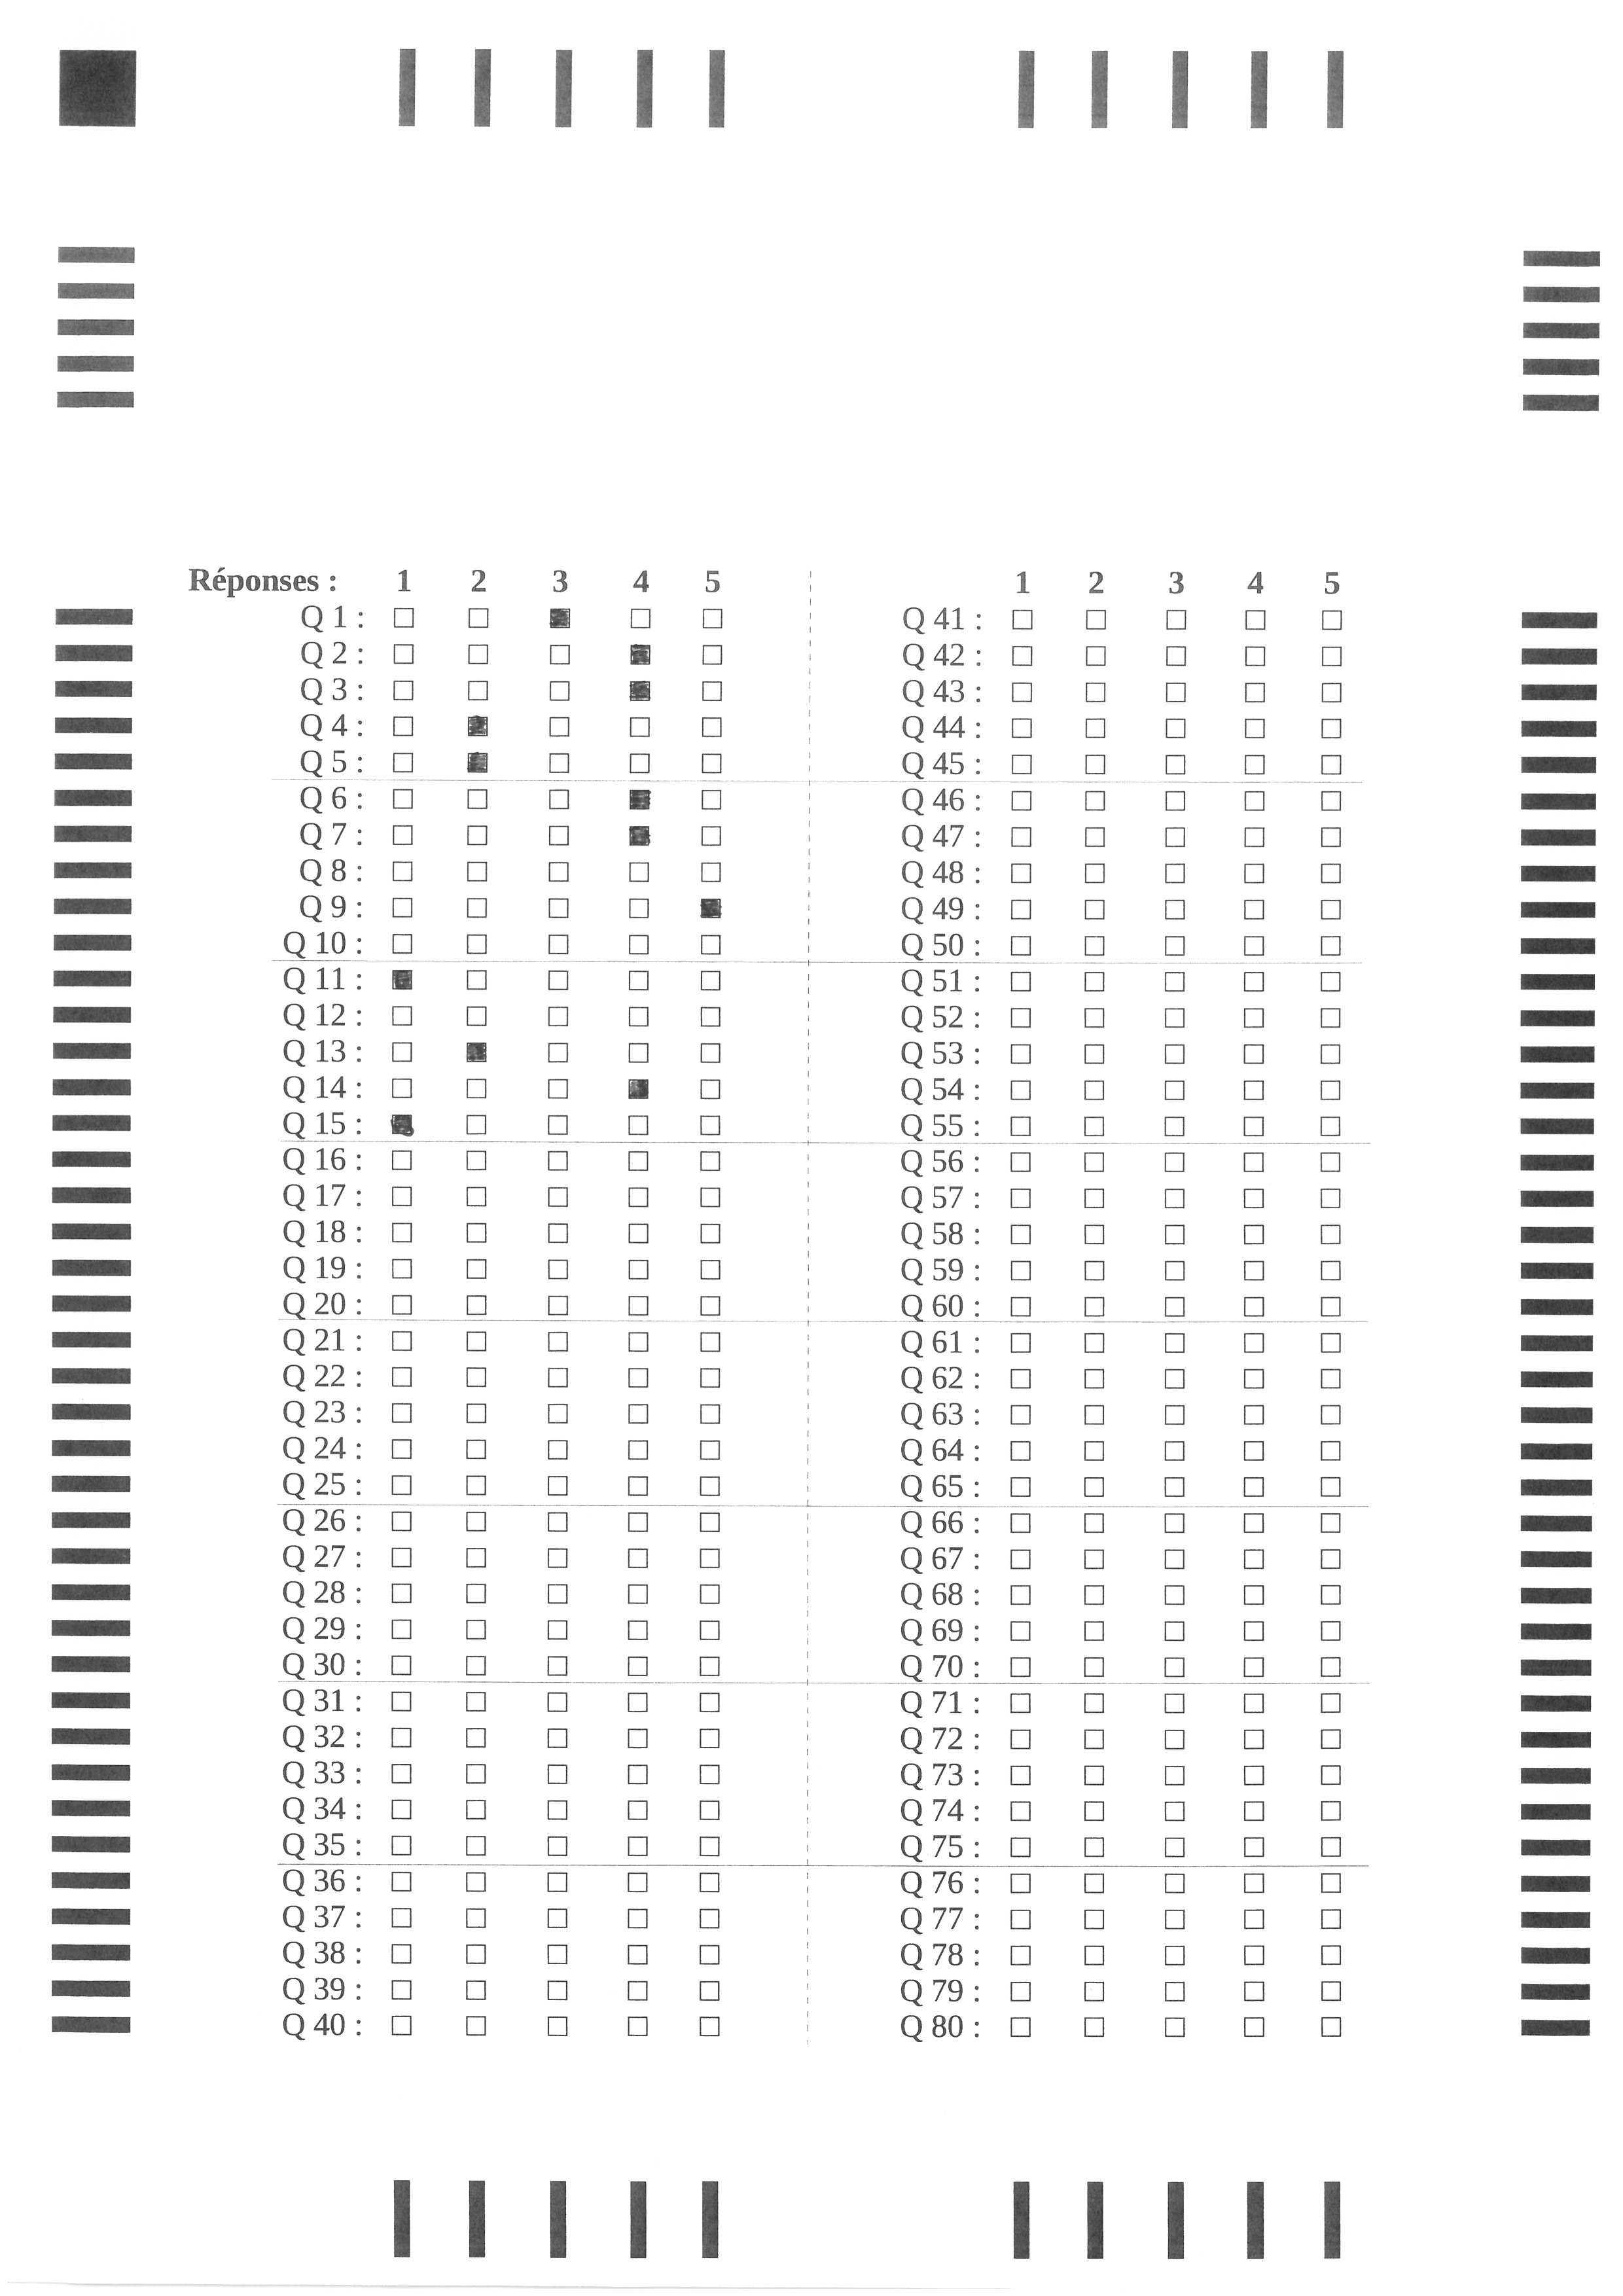 Réponses : 1 2 3 4 5 1 2 3 4 5
Q 1 : Q 41 :
Q 2 : Q 42 :
Q 3 : Q 43 :
Q 4 : Q 44 :
Q 5 : Q 45 :
Q 6 : Q 46 :
Q 7 : Q 47 :
Q 8 : Q 48 :
Q 9 : Q 49 :
Q 10 : Q 50 :
Q 11 : Q 51 :
Q 12 : Q 52 :
Q 13 : Q 53 :
Q 14 : Q 54 :
Q 15 : Q 55 :
Q 16 : Q 56 :
Q 17 : Q 57 :
Q 18 : Q 58 :
Q 19 : Q 59 :
Q 20 : Q 60 :
Q 21 : Q 61 :
Q 22 : Q 62 :
Q 23 : Q 63 :
Q 24 : Q 64 :
Q 25 : Q 65 :
Q 26 : Q 66 :
Q 27 : Q 67 :
Q 28 : Q 68 :
Q 29 : Q 69 :
Q 30 : Q 70 :
Q 31 : Q 71 :
Q 32 : Q 72 :
Q 33 : Q 73 :
Q 34 : Q 74 :
Q 35 : Q 75 :
Q 36 : Q 76 :
Q 37 : Q 77 :
Q 38 : Q 78 :
Q 39 : Q 79 :
Q 40 : Q 80 :